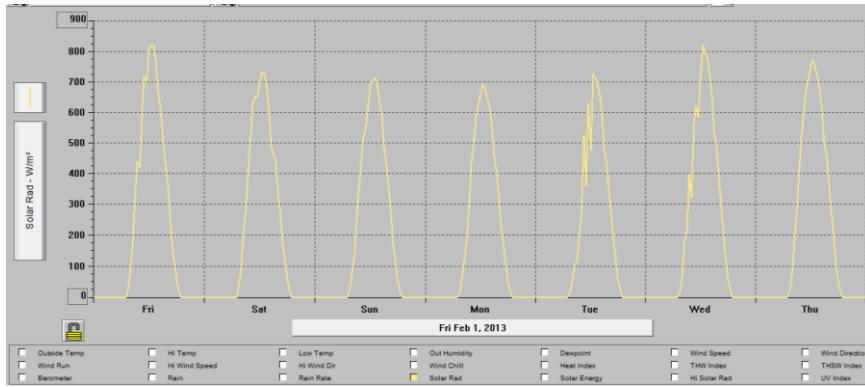 900
800
700
600
500
400
300
200
100
0
Solar Rad - W/m²
Fri Sat Sun Mon Tue Wed Thu
Fri Feb 1, 2013
Outside Temp Hi Temp Low Temp Out Humidity Dewpoint Wind Speed Wind Directio
Wind Run Hi Wind Speed Hi Wind Dir Wind Chill Heat Index THW Index THSW Index
Barometer Rain Rain Rate Solar Rad Solar Energy Hi Solar Rad UV Index